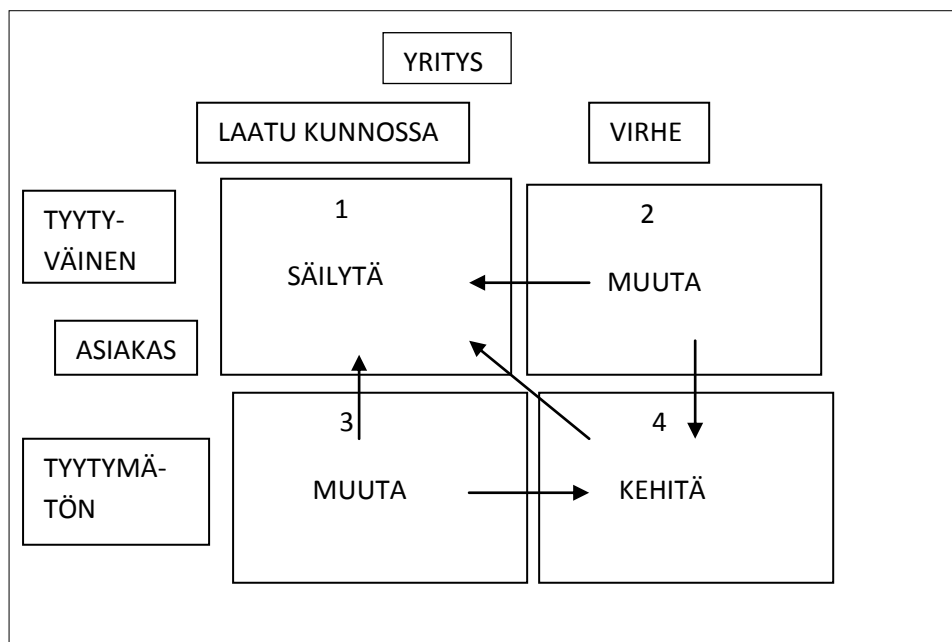 YRITYS
LAATU KUNNOSSA
VIRHE
TYYTY-
VÄINEN
1
SÄILYTÄ
2
MUUTA
ASIAKAS
TYYTYMÄ-
TÖN
3
MUUTA
4
KEHITÄ